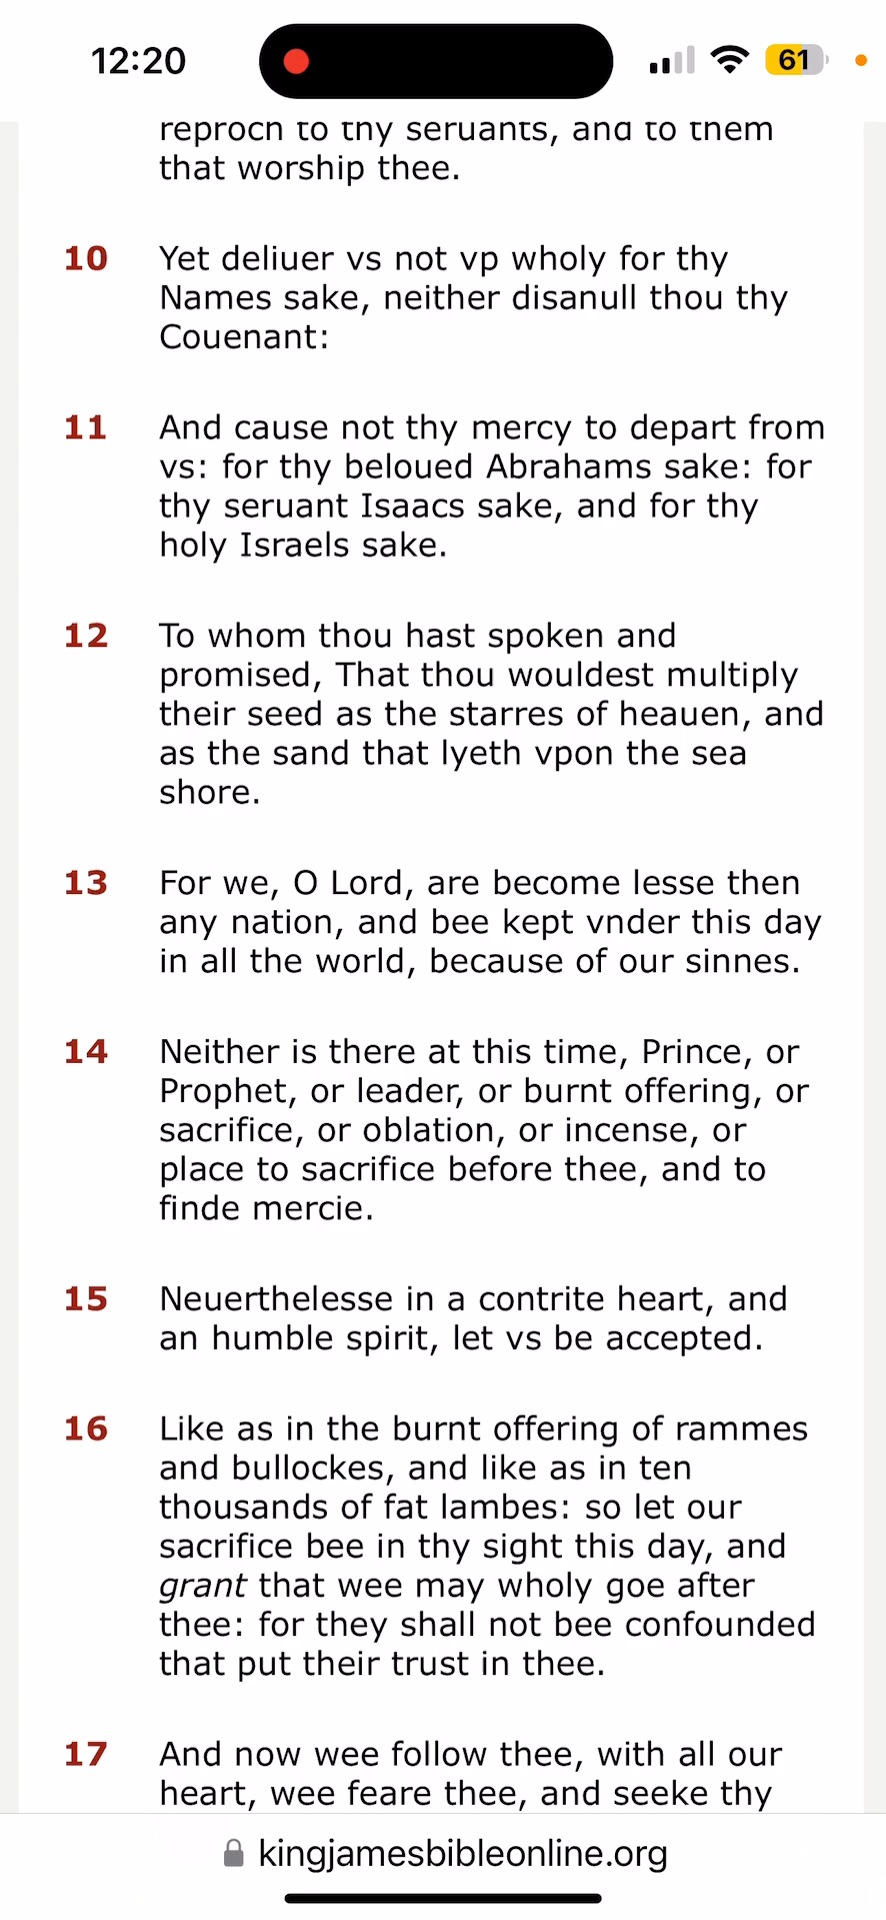 12:20
61
reproch to thy seruants, and to them
that worship thee.
10 Yet deliuer vs not vp wholy for thy
Names sake, neither disanull thou thy
Couenant:
11 And cause not thy mercy to depart from
vs: for thy beloued Abrahams sake: for
thy seruant Isaacs sake, and for thy
holy Israels sake.
12 To whom thou hast spoken and
promised, That thou wouldest multiply
their seed as the starres of heauen, and
as the sand that lyeth vpon the sea
shore.
13 For we, O Lord, are become lesse then
any nation, and bee kept vnder this day
in all the world, because of our sinnes.
14 Neither is there at this time, Prince, or
Prophet, or leader, or burnt offering, or
sacrifice, or oblation, or incense, or
place to sacrifice before thee, and to
finde mercie.
15 Neuerthelesse in a contrite heart, and
an humble spirit, let vs be accepted.
16 Like as in the burnt offering of rammes
and bullockes, and like as in ten
thousands of fat lambes: so let our
sacrifice bee in thy sight this day, and
grant that wee may wholy goe after
thee: for they shall not bee confounded
that put their trust in thee.
17 And now wee follow thee, with all our
heart, wee feare thee, and seeke thy
kingjamesbibleonline.org